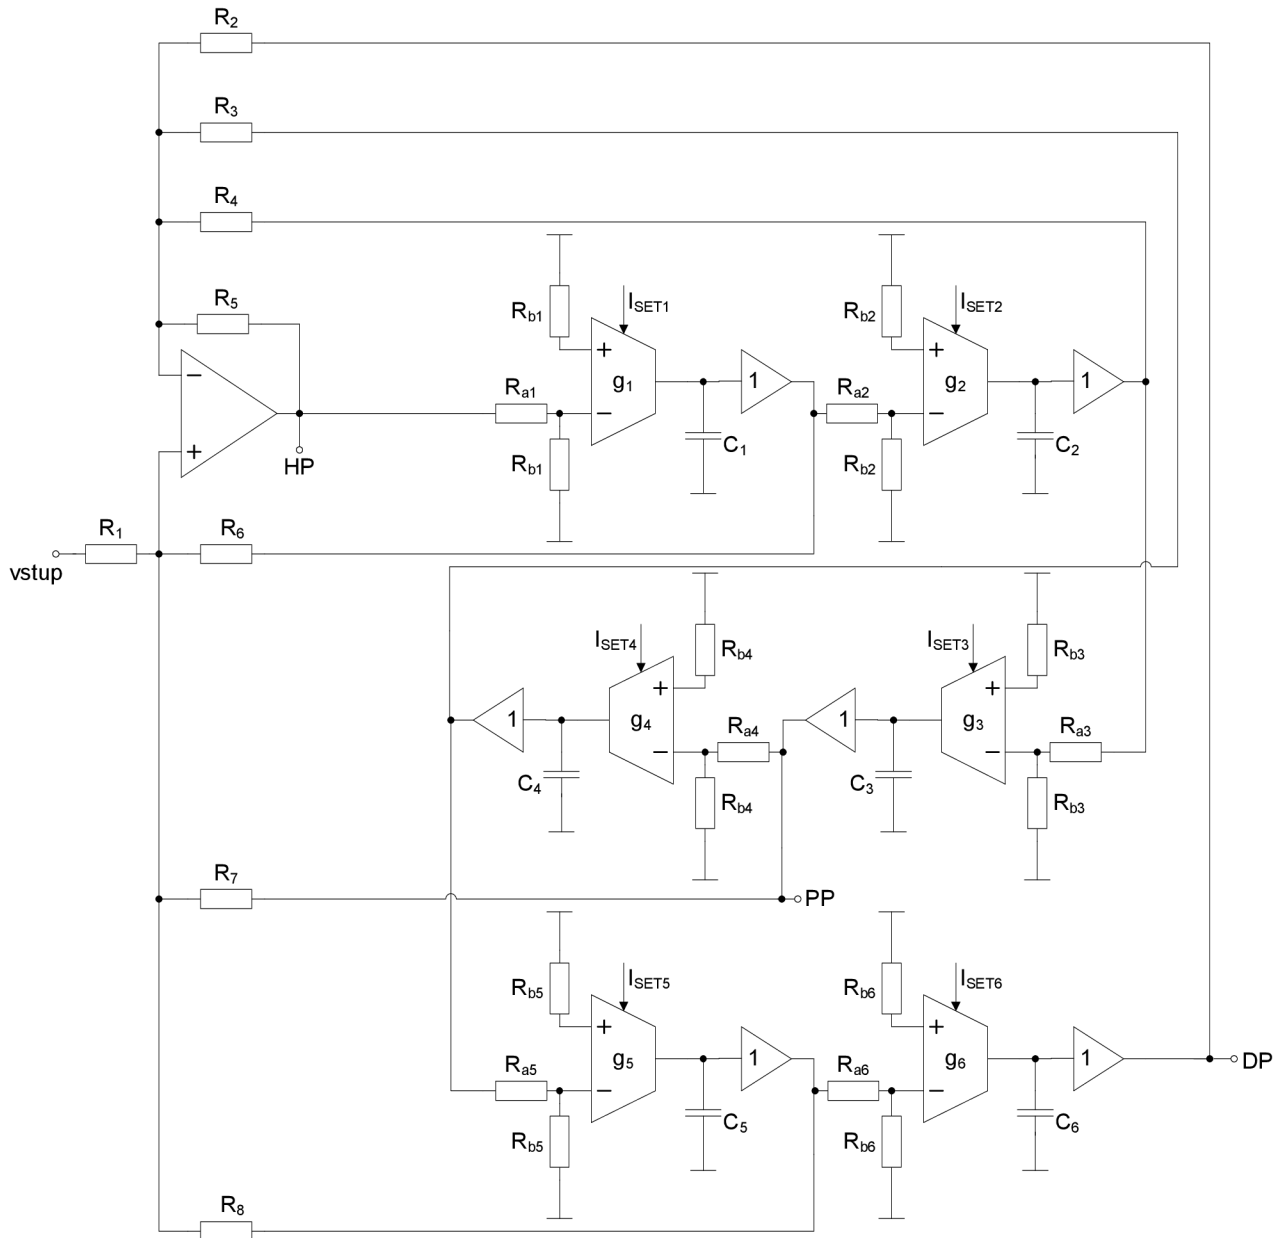 R2
R3
R4
R5
−
+
HP
Rb1
ISET1
+
g1
−
Ra1
Rb1
1
C1
Rb2
ISET2
+
g2
−
Ra2
Rb2
1
C2
R1
vstup
R6
ISET4
Rb4
+
g4
−
Ra4
Rb4
1
C4
ISET3
Rb3
+
g3
−
Ra3
Rb3
1
C3
R7
PP
Rb5
ISET5
+
g5
−
Ra5
Rb5
1
C5
Rb6
ISET6
+
g6
−
Ra6
Rb6
1
C6
DP
R8